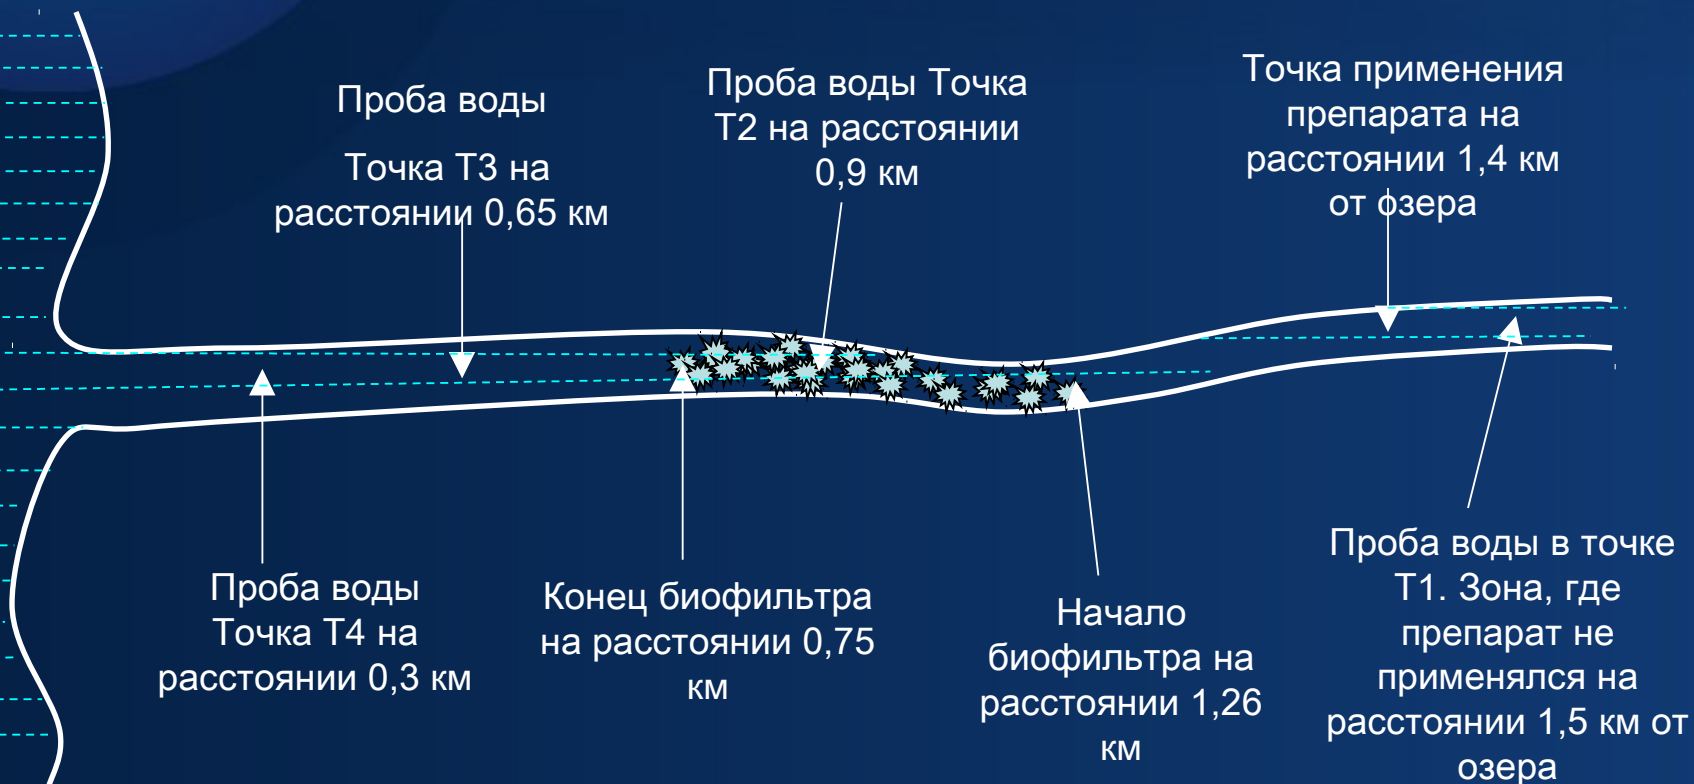 Проба воды
Точка Т3 на
расстоянии 0,65 км
Проба воды Точка
Т2 на расстоянии
0,9 км
Точка применения
препарата на
расстоянии 1,4 км
от озера
Проба воды
Точка Т4 на
расстоянии 0,3 км
Конец биофильтра
на расстоянии 0,75
км
Начало
биофильтра на
расстоянии 1,26
км
Проба воды в точке
Т1. Зона, где
препарат не
применялся на
расстоянии 1,5 км от
озера